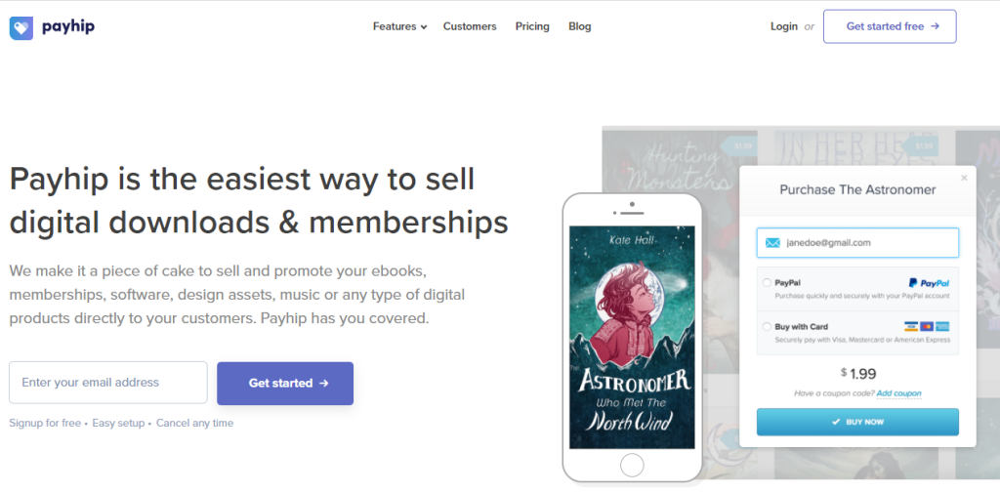 payhip
Features
Customers
Pricing
Blog
Login or
Get started free →
Payhip is the easiest way to sell
digital downloads & memberships
We make it a piece of cake to sell and promote your ebooks,
memberships, software, design assets, music or any type of digital
products directly to your customers. Payhip has you covered.
Enter your email address
Get started →
Signup for free • Easy setup • Cancel any time
Hunting
Monsters
$1.99
IN HER HEAD
IN HER EYES
$1.99
Kate Hall
THE
ASTRONOMER
Who Met The
North Wind
Purchase The Astronomer
×
janedoe@gmail.com
PayPal
PayPal
Purchase quickly and securely with your PayPal account
Buy with Card
VISA
Securely pay with Visa, Mastercard or American Express
$1.99
Have a coupon code? Add coupon
BUY NOW